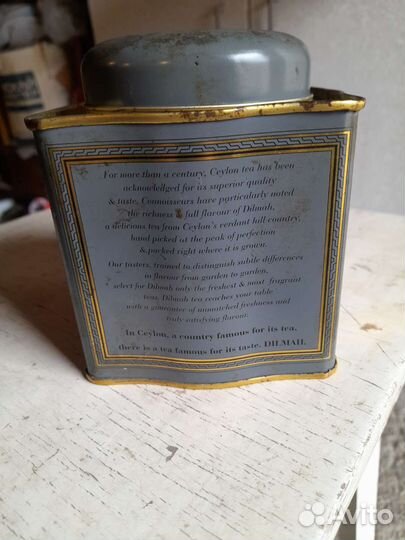 For more than a century, Ceylon tea has been
acknowledged for its superior quality
& taste. Connoisseurs have particularly noted
the richness & full flavour of Dilmah,
a delicious tea from Ceylon's verdant hill country,
hand picked at the peak of perfection
& packed right where it is grown.
Our tasters, trained to distinguish subtle differences
in flavour from garden to garden,
select for Dilmah only the freshest & most fragrant
teas. Dilmah tea reaches your table
with a guarantee of unmatched freshness and
truly satisfying flavour.
In Ceylon, a country famous for its tea,
there is a tea famous for its taste. DILMAH.
Avito